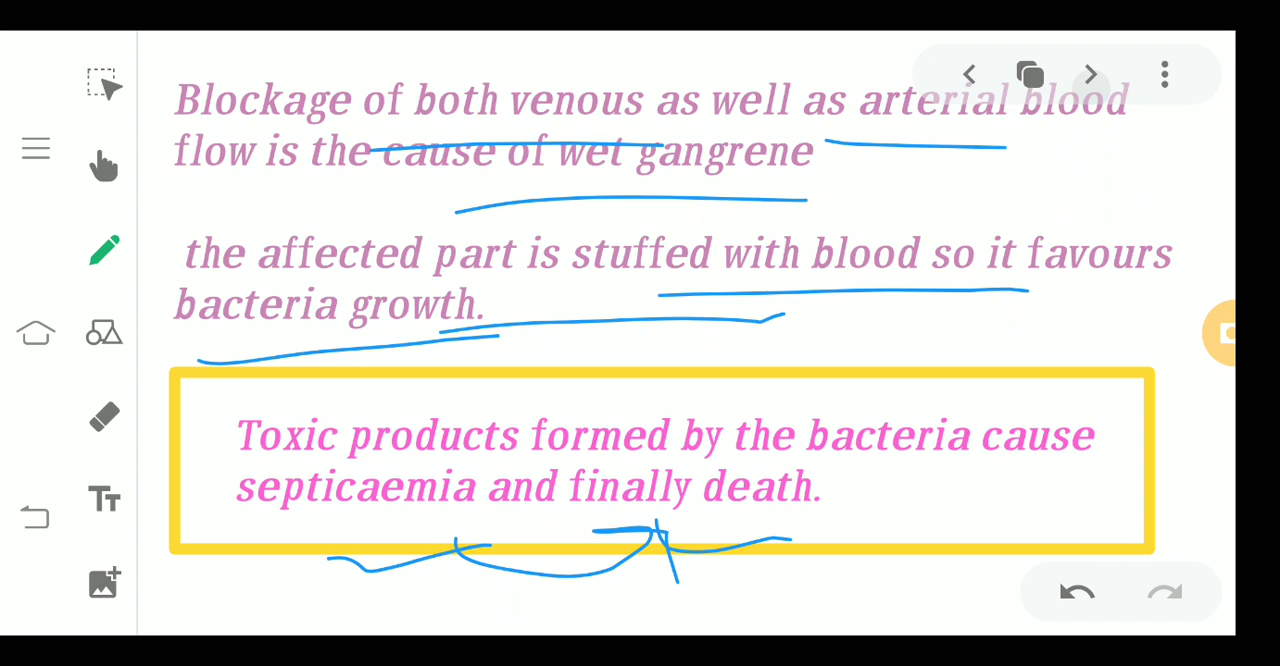 Blockage of both venous as well as arterial blood
flow is the cause of wet gangrene
the affected part is stuffed with blood so it favours
bacteria growth.
Toxic products formed by the bacteria cause
septicaemia and finally death.